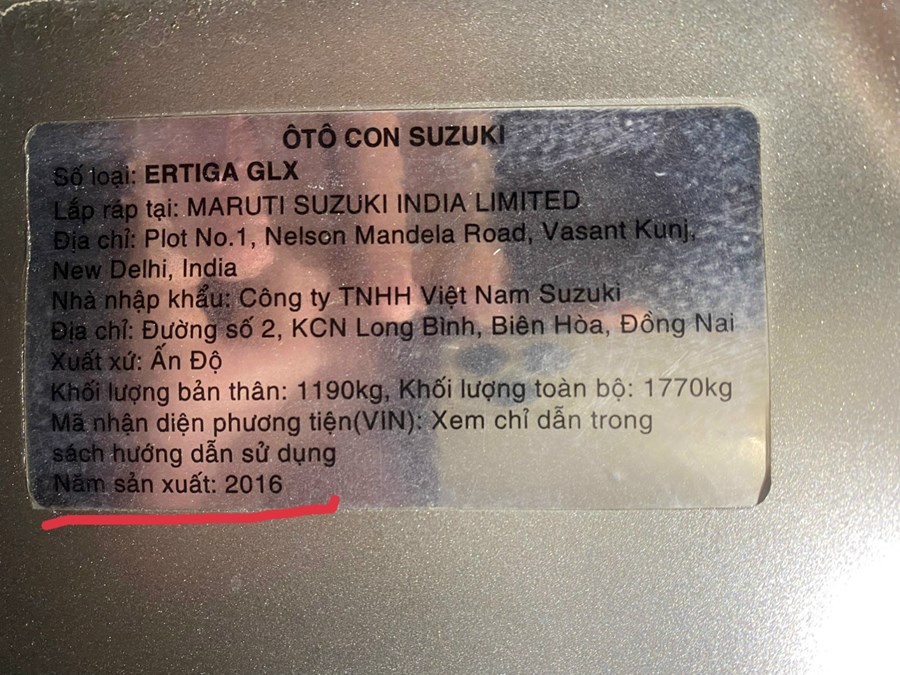 ÔTÔ CON SUZUKI
Số loại: ERTIGA GLX
Lắp ráp tại: MARUTI SUZUKI INDIA LIMITED
Địa chỉ: Plot No.1, Nelson Mandela Road, Vasant Kunj,
New Delhi, India
Nhà nhập khẩu: Công ty TNHH Việt Nam Suzuki
Địa chỉ: Đường số 2, KCN Long Bình, Biên Hòa, Đồng Nai
Xuất xứ: Ấn Độ
Khối lượng bản thân: 1190kg, Khối lượng toàn bộ: 1770kg
Mã nhận diện phương tiện(VIN): Xem chỉ dẫn trong
sách hướng dẫn sử dụng
Năm sản xuất: 2016